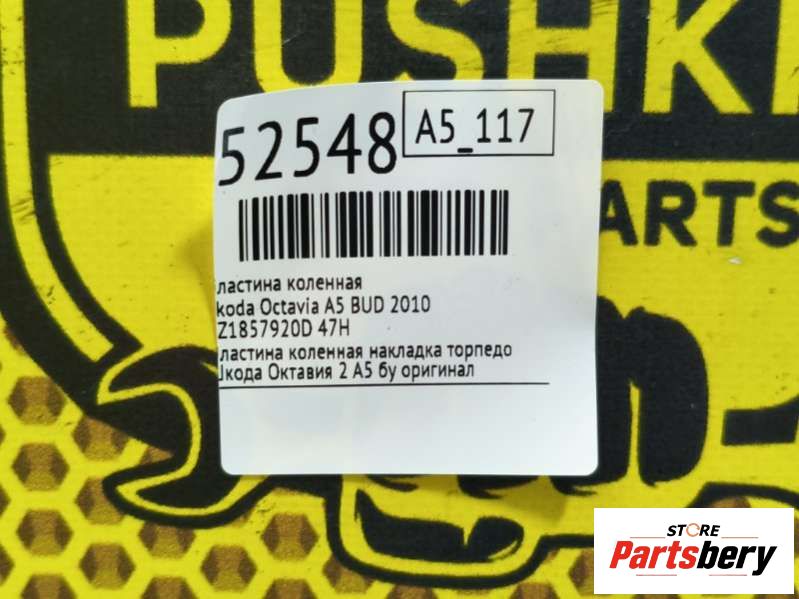 PUSHK
ARTS
52548
A5_117
ластина коленная
koda Octavia A5 BUD 2010
Z1857920D 47H
ластина коленная накладка торпедо
кода Октавия 2 А5 бу оригинал
STORE
Partsbery